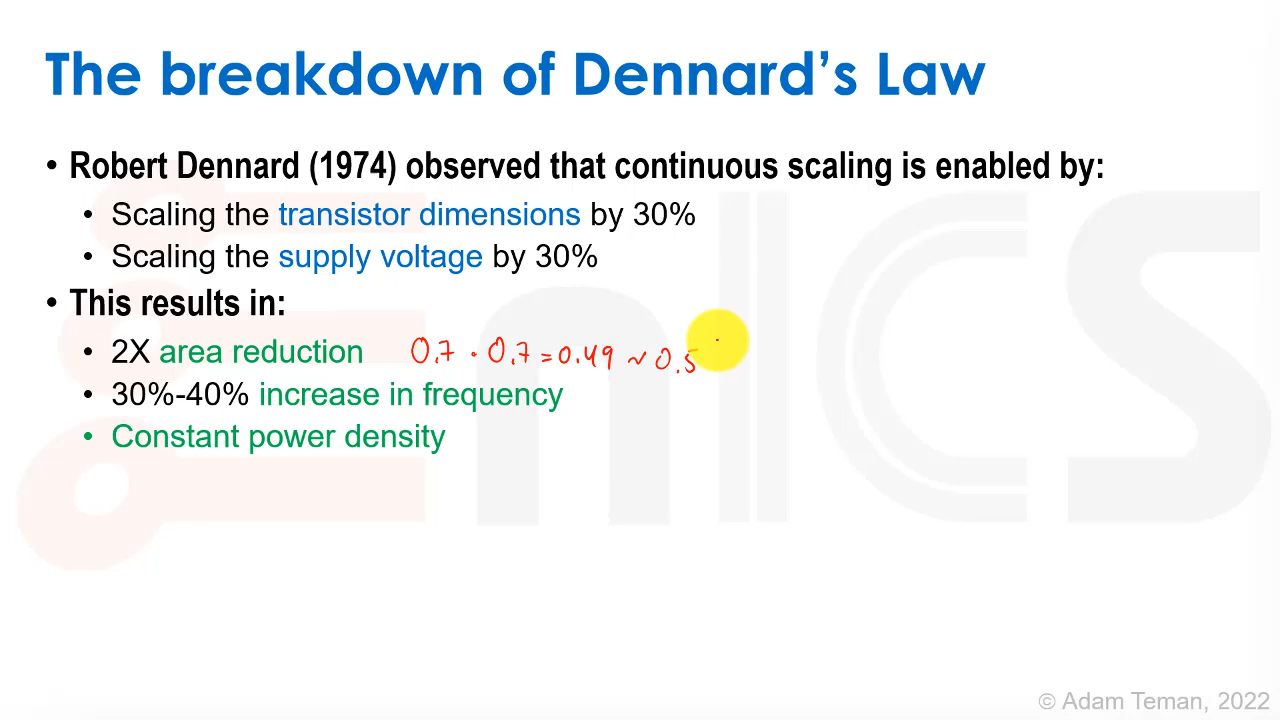 The breakdown of Dennard's Law
• Robert Dennard (1974) observed that continuous scaling is enabled by:
• Scaling the transistor dimensions by 30%
• Scaling the supply voltage by 30%
• This results in:
• 2X area reduction 0.7 · 0.7 = 0.49 ~ 0.5
• 30%-40% increase in frequency
• Constant power density
enICS
© Adam Teman, 2022